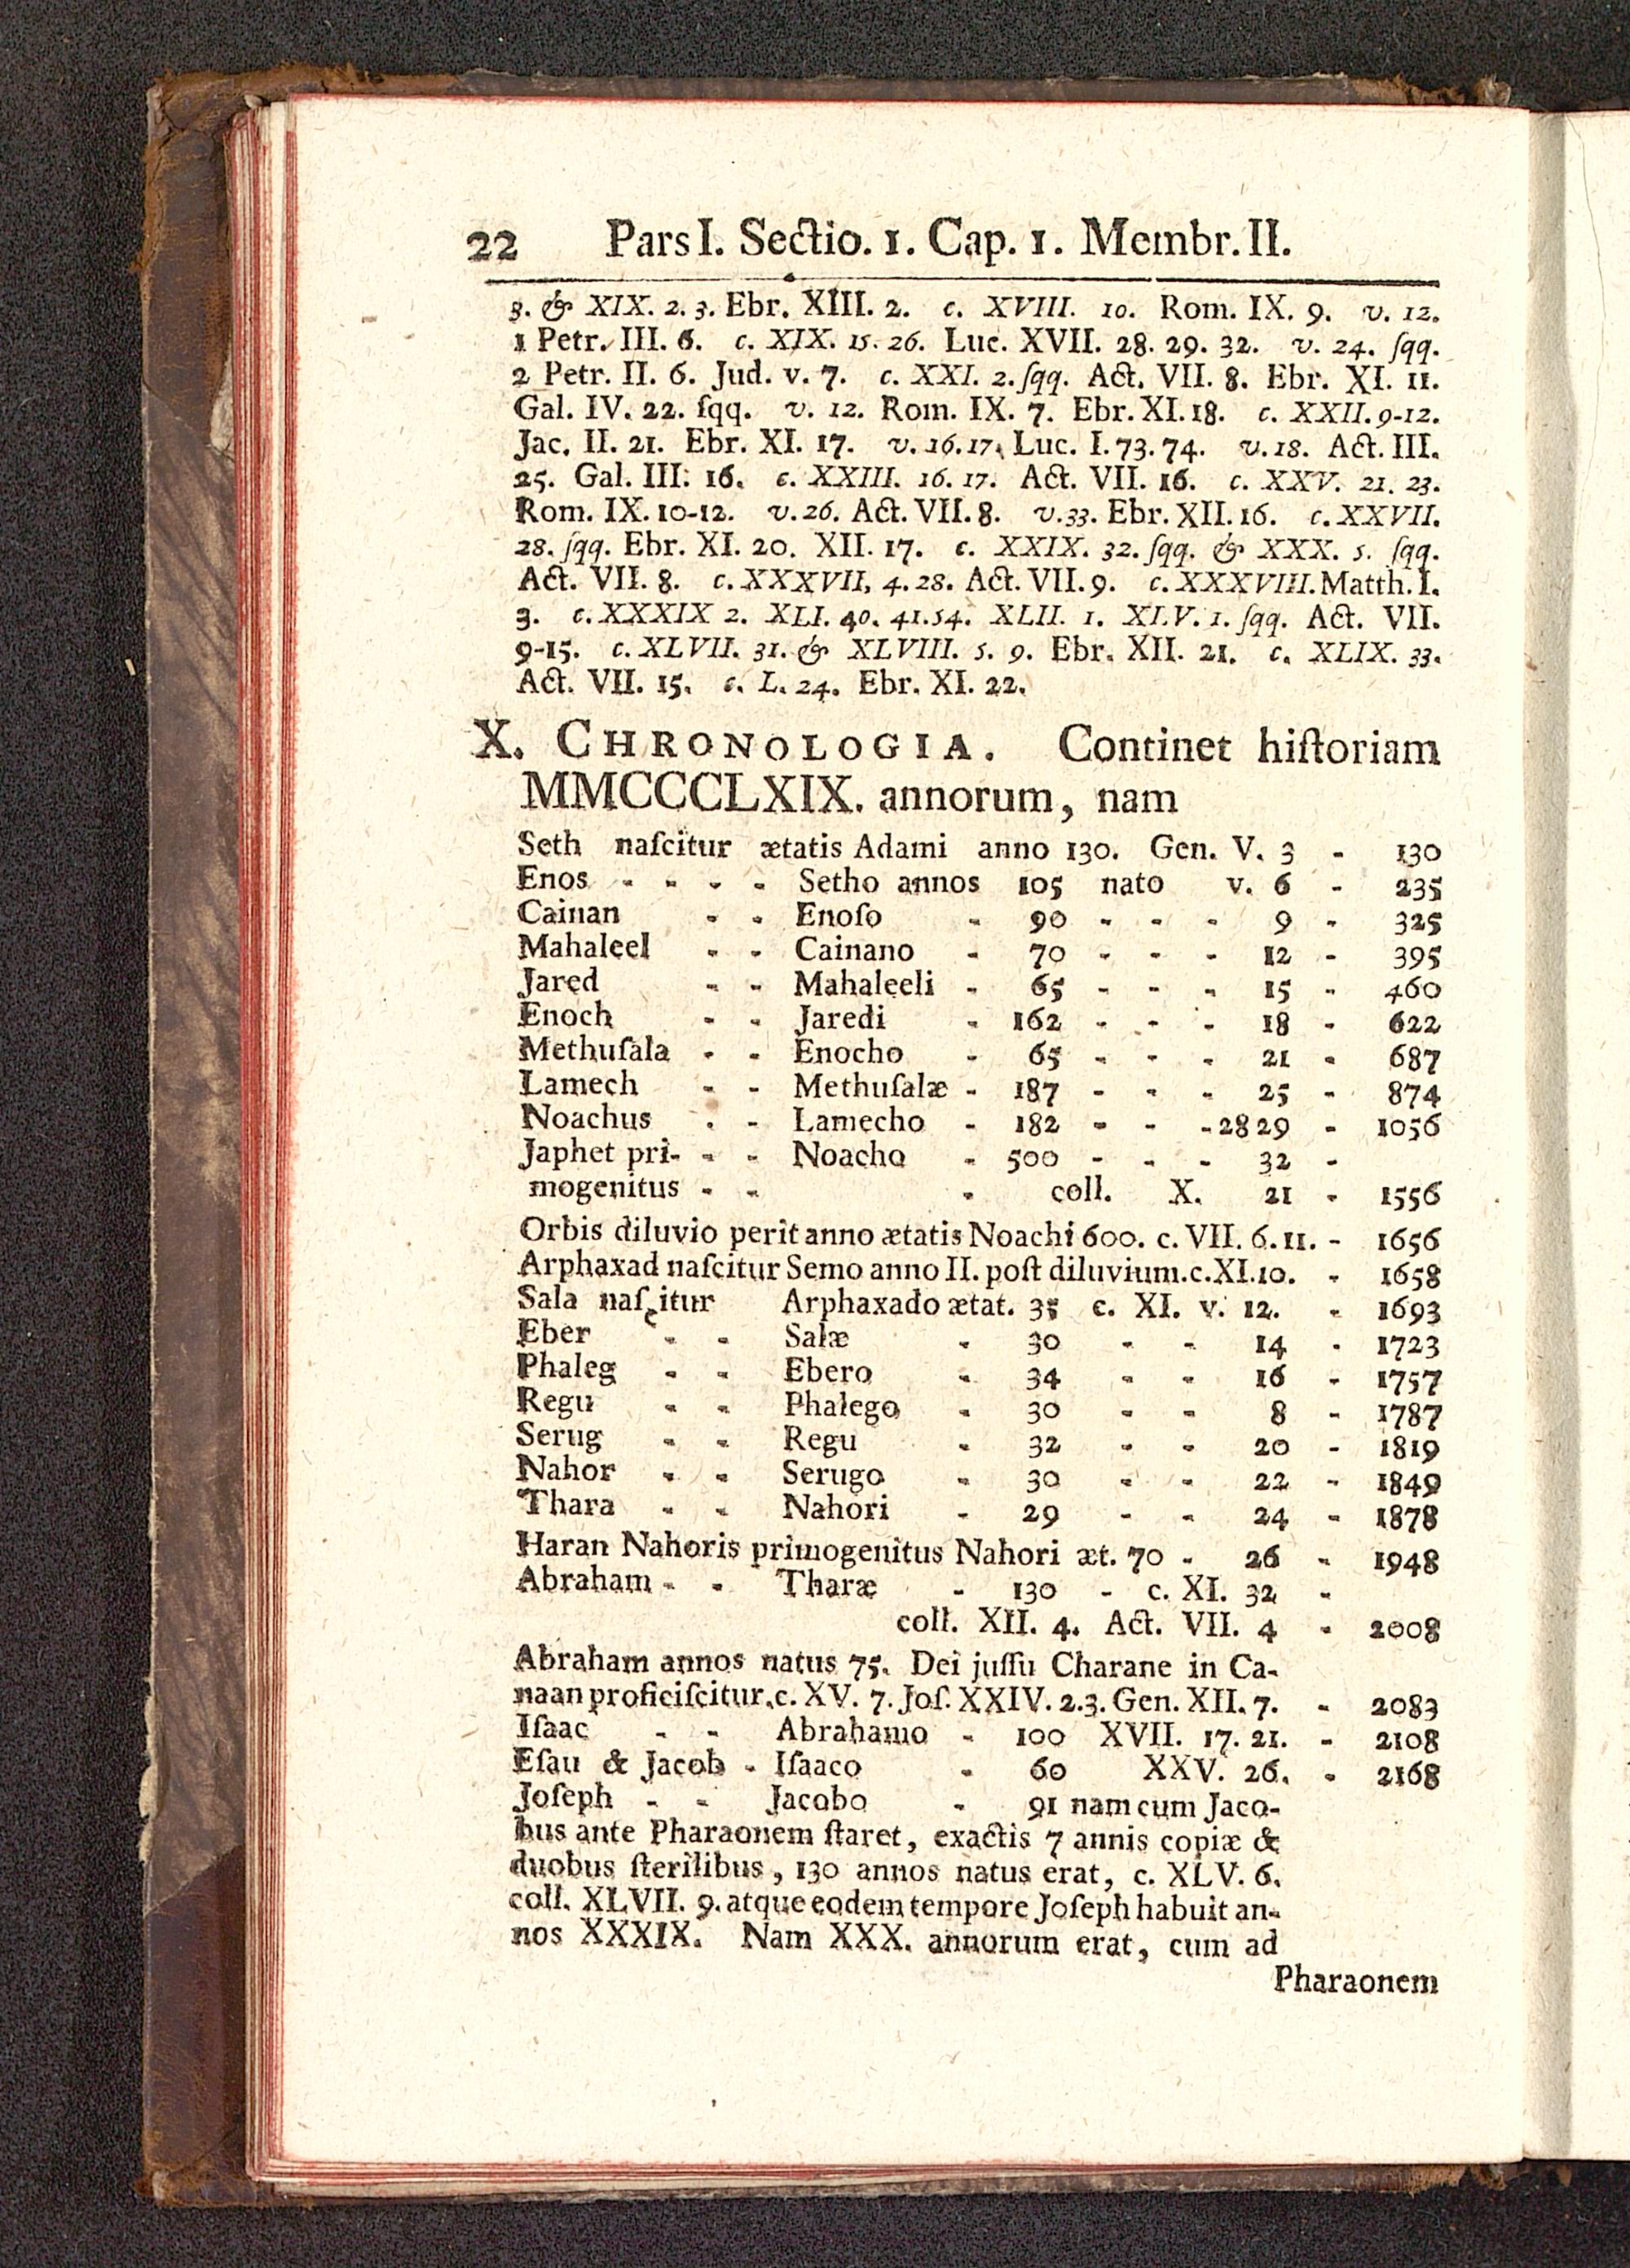 22 Pars I. Sectio. 1. Cap. 1. Membr. II.
3. & XIX. 2. 3. Ebr. XIII. 2. c. XVIII. 10. Rom. IX. 9. v. 12.
1 Petr. III. 6. c. XIX. 15. 26. Luc. XVII. 28. 29. 32. v. 24. ſqq.
2 Petr. II. 6. Jud. v. 7. c. XXI. 2. ſqq. Act. VII. 8. Ebr. XI. 11.
Gal. IV. 22. ſqq. v. 12. Rom. IX. 7. Ebr. XI. 18. c. XXII. 9-12.
Jac. II. 21. Ebr. XI. 17. v. 16. 17. Luc. I. 73. 74. v. 18. Act. III.
25. Gal. III: 16. c. XXIII. 16. 17. Act. VII. 16. c. XXV. 21. 23.
Rom. IX. 10-12. v. 26. Act. VII. 8. v. 33. Ebr. XII. 16. c. XXVII.
28. ſqq. Ebr. XI. 20. XII. 17. c. XXIX. 32. ſqq. & XXX. 5. ſqq.
Act. VII. 8. c. XXXVII, 4. 28. Act. VII. 9. c. XXXVIII. Matth. I.
3. c. XXXIX 2. XLI. 40. 41. 54. XLII. 1. XLV. 1. ſqq. Act. VII.
9-15. c. XLVII. 31. & XLVIII. 5. 9. Ebr. XII. 21. c. XLIX. 33.
Act. VII. 15. c. L. 24. Ebr. XI. 22.
X. CHRONOLOGIA. Continet hiſtoriam
MMCCCLXIX. annorum, nam
Seth naſcitur ætatis Adami anno 130. Gen. V. 3 - 130
Enos - - - - Setho annos 105 nato v. 6 - 235
Cainan - - Enoſo - 90 - - - 9 - 325
Mahaleel - - Cainano - 70 - - - 12 - 395
Jared - - Mahaleeli - 65 - - - 15 - 460
Enoch - - Jaredi - 162 - - - 18 - 622
Methuſala - - Enocho - 65 - - - 21 - 687
Lamech - - Methuſalæ - 187 - - - 25 - 874
Noachus - - Lamecho - 182 - - - 28 29 - 1056
Japhet pri- - - Noacho - 500 - - - 32 -
mogenitus - - - coll. X. 21 - 1556
Orbis diluvio perit anno ætatis Noachi 600. c. VII. 6. 11. - 1656
Arphaxad naſcitur Semo anno II. poſt diluvium. c. XI. 10. - 1658
Sala naſcitur Arphaxado ætat. 35 c. XI. v. 12. - 1693
Eber - - Salæ - 30 - - 14 - 1723
Phaleg - - Ebero - 34 - - 16 - 1757
Regu - - Phalego - 30 - - 8 - 1787
Serug - - Regu - 32 - - 20 - 1819
Nahor - - Serugo - 30 - - 22 - 1849
Thara - - Nahori - 29 - - 24 - 1878
Haran Nahoris primogenitus Nahori æt. 70 - 26 - 1948
Abraham - - Tharæ - 130 - c. XI. 32 -
coll. XII. 4. Act. VII. 4 - 2008
Abraham annos natus 75. Dei juſſu Charane in Ca-
naan proficiſcitur, c. XV. 7. Joſ. XXIV. 2. 3. Gen. XII. 7. - 2083
Iſaac - - Abrahamo - 100 XVII. 17. 21. - 2108
Eſau & Jacob - Iſaaco - 60 XXV. 26. - 2168
Joſeph - - Jacobo - 91 nam cum Jaco-
bus ante Pharaonem ſtaret, exactis 7 annis copiæ &
duobus ſterilibus, 130 annos natus erat, c. XLV. 6.
coll. XLVII. 9. atque eodem tempore Joſeph habuit an-
nos XXXIX. Nam XXX. annorum erat, cum ad
Pharaonem